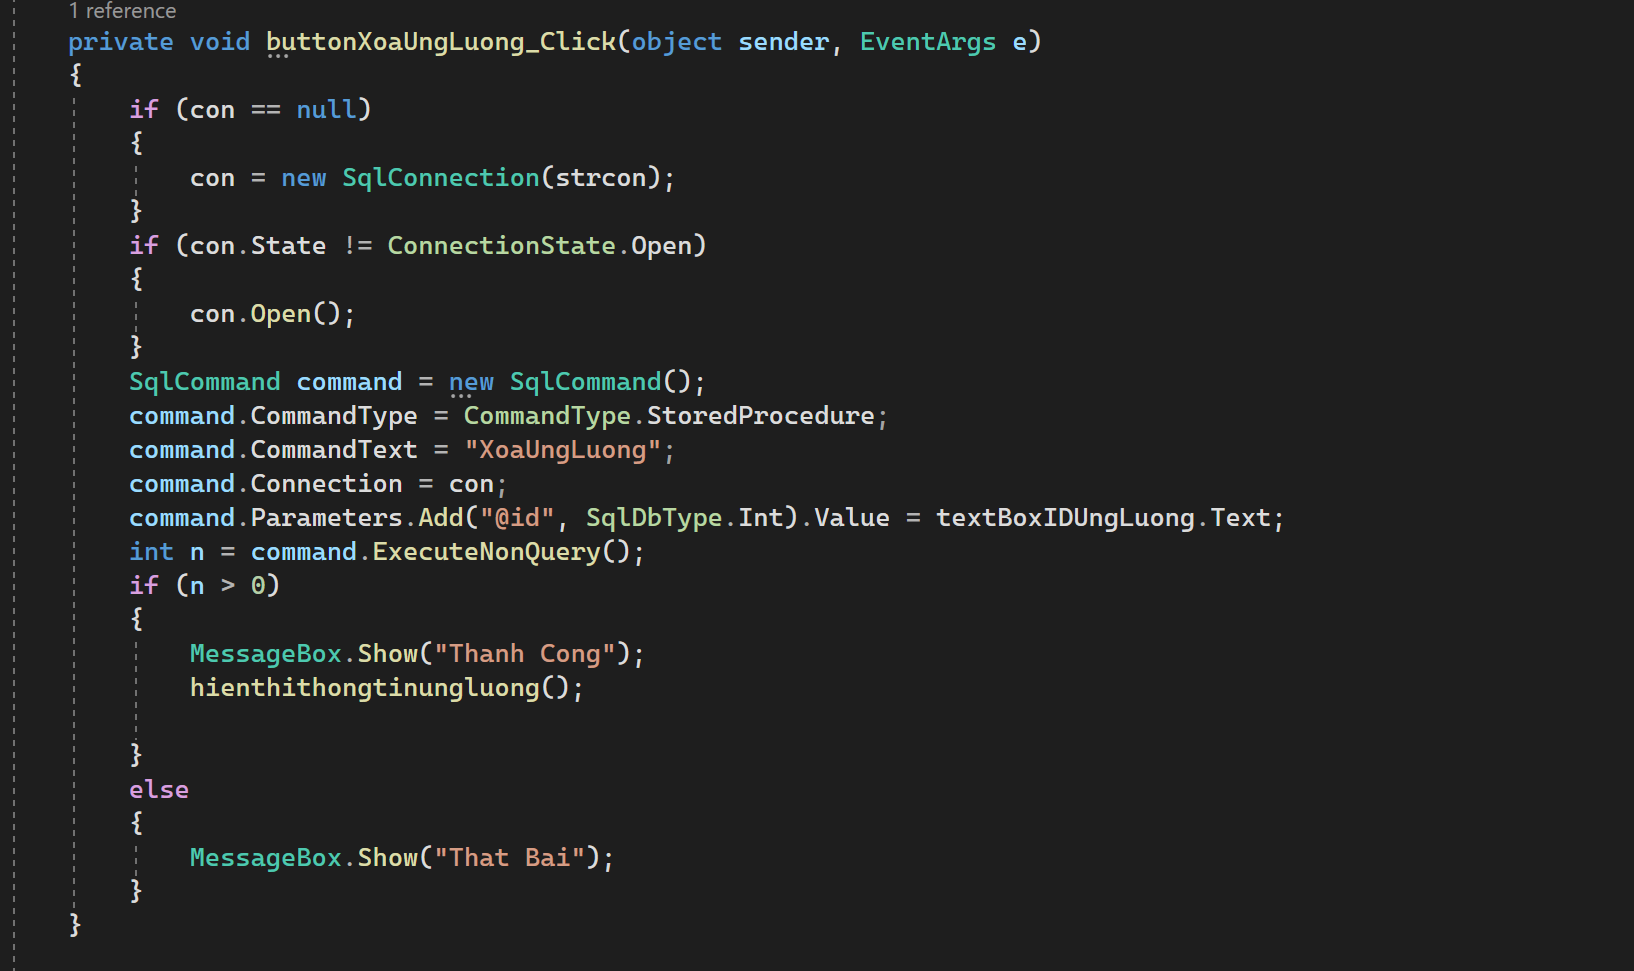 1 reference
private void buttonXoaUngLuong_Click(object sender, EventArgs e)
{
if (con == null)
{
con = new SqlConnection(strcon);
}
if (con.State != ConnectionState.Open)
{
con.Open();
}
SqlCommand command = new SqlCommand();
command.CommandType = CommandType.StoredProcedure;
command.CommandText = "XoaUngLuong";
command.Connection = con;
command.Parameters.Add("@id", SqlDbType.Int).Value = textBoxIDUngLuong.Text;
int n = command.ExecuteNonQuery();
if (n > 0)
{
MessageBox.Show("Thanh Cong");
hienthithongtinungluong();
}
else
{
MessageBox.Show("That Bai");
}
}